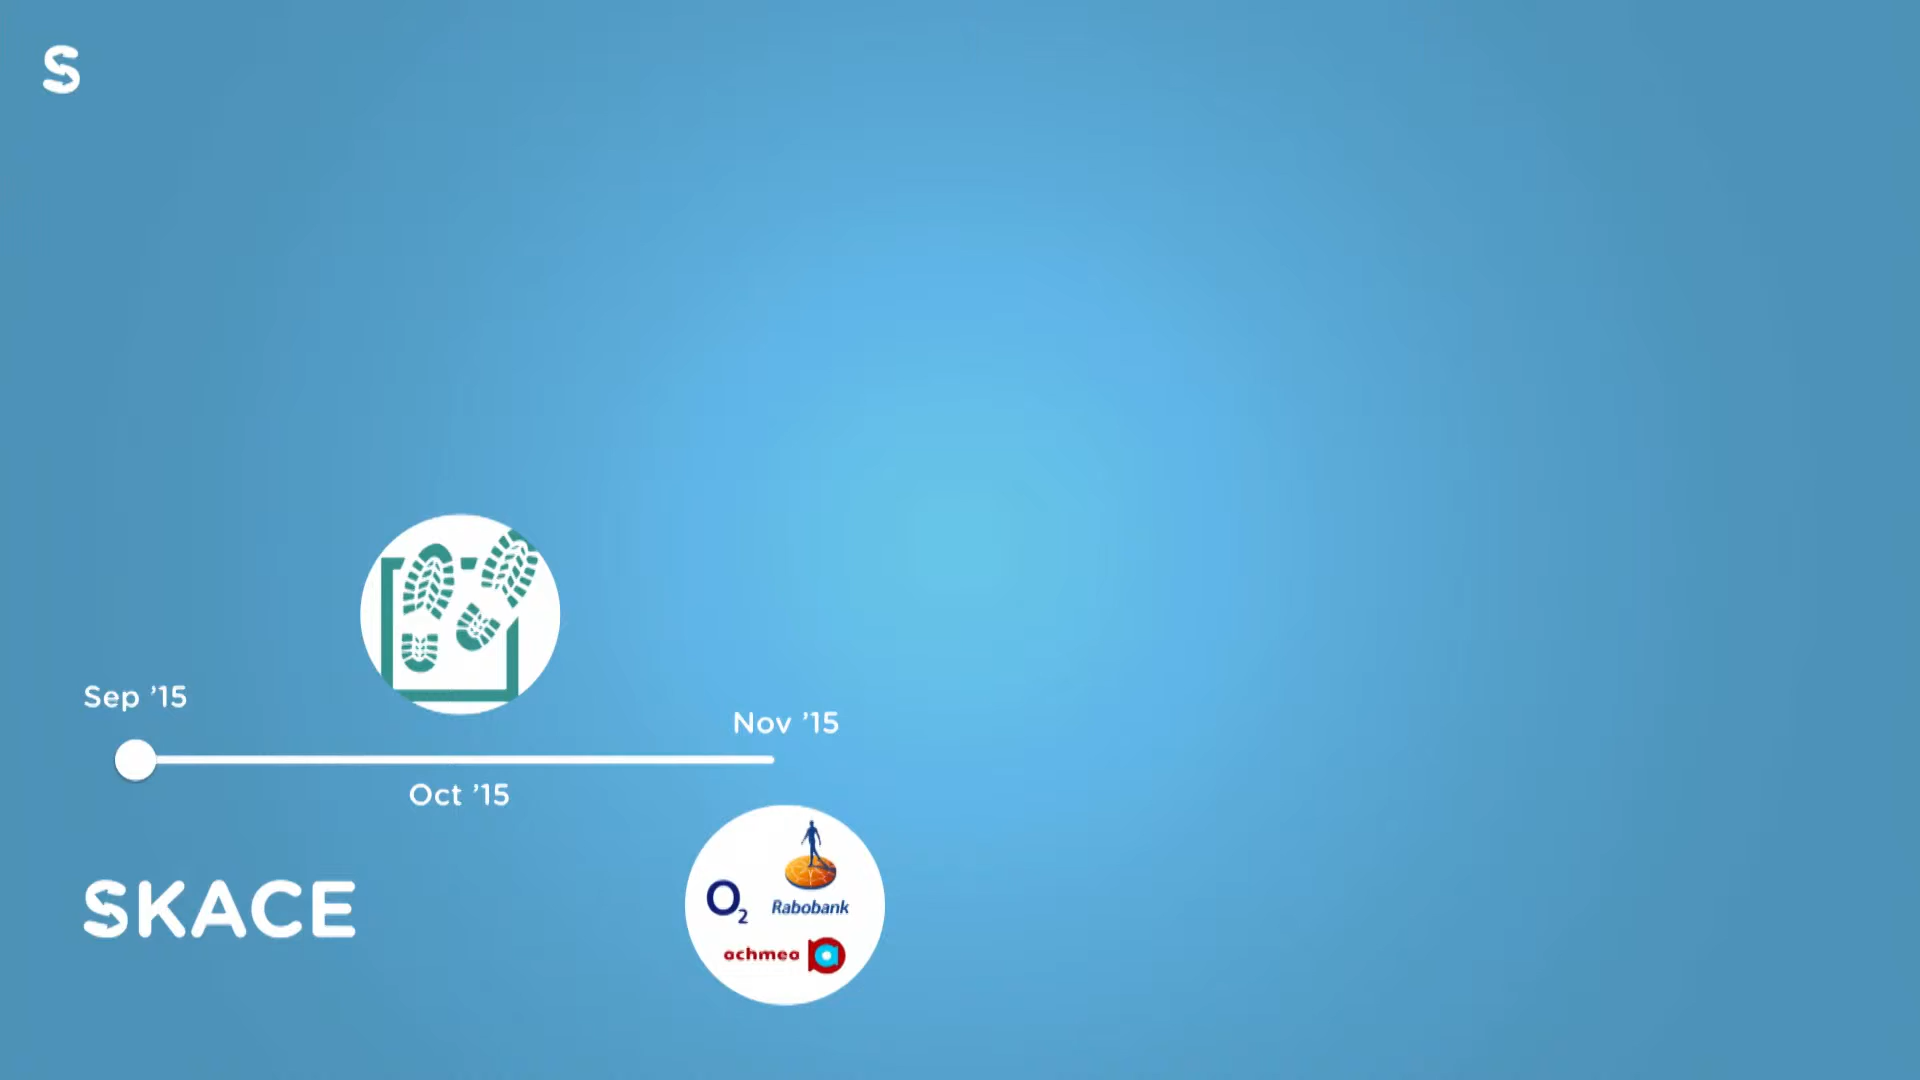 S
Sep ’15
Nov ’15
Oct ’15
SKACE
O2
Rabobank
achmea